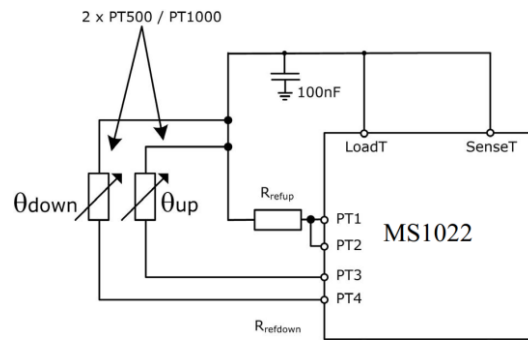 2 x PT500 / PT1000
100nF
LoadT
SenseT
θdown
θup
Rrefup
PT1
PT2
MS1022
PT3
PT4
Rrefdown